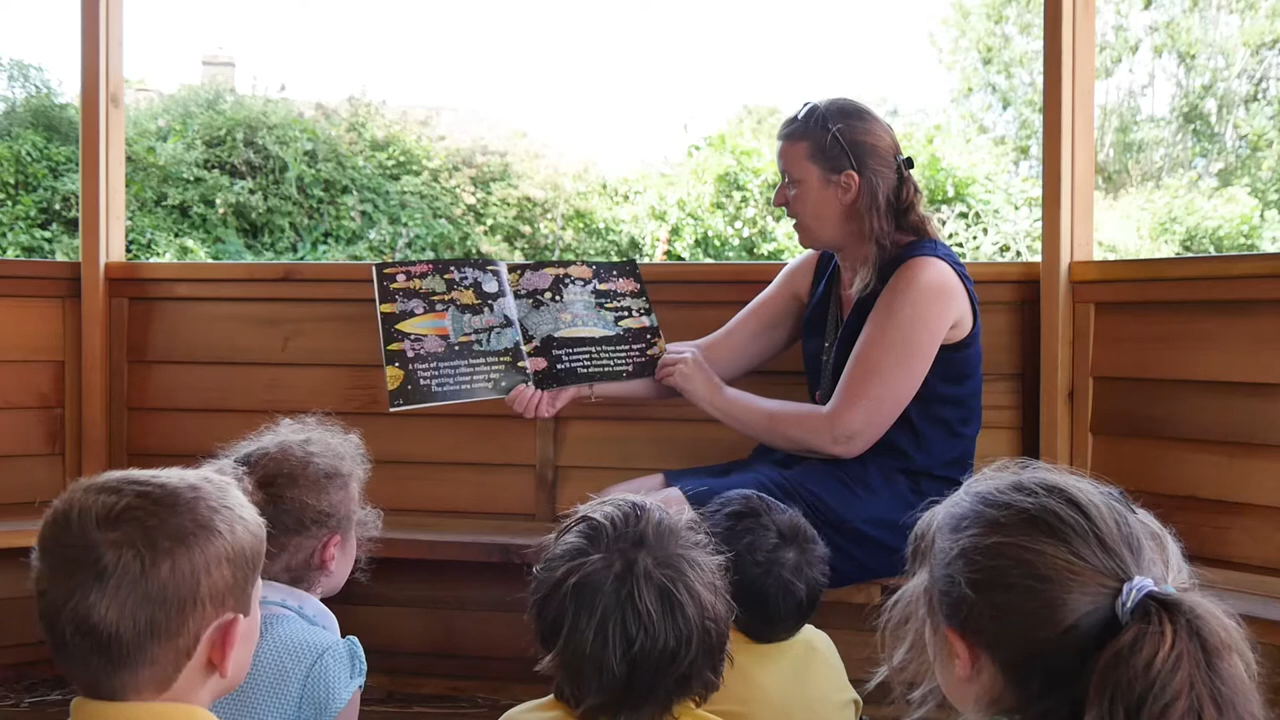 A fleet of spaceships heads this way,
They're fifty zillion miles away
But getting closer every day -
The aliens are coming!
They're zooming in from outer space
To conquer us, the human race.
We'll soon be standing face to face -
The aliens are coming!